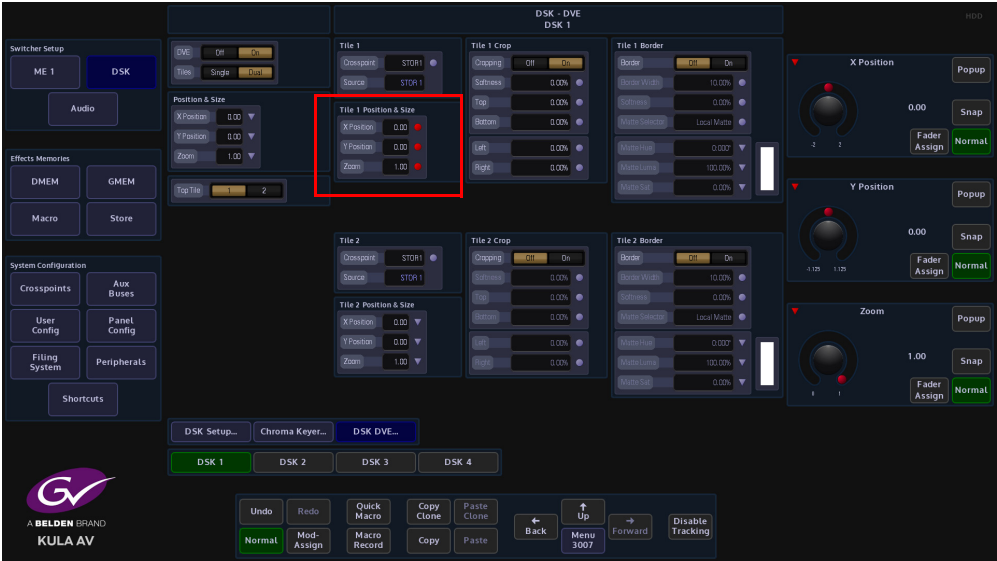 DSK - DVE
DSK 1
HDD
Switcher Setup
ME 1
DSK
Audio
Effects Memories
DMEM
GMEM
Macro
Store
System Configuration
Crosspoints
Aux
Buses
User
Config
Panel
Config
Filing
System
Peripherals
Shortcuts
GV
A BELDEN BRAND
KULA AV
DVE Off On
Tiles Single Dual
Position & Size
X Position 0.00
Y Position 0.00
Zoom 1.00
Top Tile 1 2
Tile 1
Crosspoint STOR1
Source STOR 1
Tile 1 Position & Size
X Position 0.00
Y Position 0.00
Zoom 1.00
Tile 1 Crop
Cropping Off On
Softness 0.00%
Top 0.00%
Bottom 0.00%
Left 0.00%
Right 0.00%
Tile 1 Border
Border Off On
Border Width 10.00%
Softness 0.00%
Matte Selector Local Matte
Matte Hue 0.000°
Matte Luma 100.00%
Matte Sat 0.00%
Tile 2
Crosspoint STOR1
Source STOR 1
Tile 2 Position & Size
X Position 0.00
Y Position 0.00
Zoom 1.00
Tile 2 Crop
Cropping Off On
Softness 0.00%
Top 0.00%
Bottom 0.00%
Left 0.00%
Right 0.00%
Tile 2 Border
Border Off On
Border Width 10.00%
Softness 0.00%
Matte Selector Local Matte
Matte Hue 0.000°
Matte Luma 100.00%
Matte Sat 0.00%
X Position
Popup
0.00
Snap
-2 2
Fader
Assign
Normal
Y Position
Popup
0.00
Snap
-1.125 1.125
Fader
Assign
Normal
Zoom
Popup
1.00
Snap
0 1
Fader
Assign
Normal
DSK Setup...
Chroma Keyer...
DSK DVE...
DSK 1
DSK 2
DSK 3
DSK 4
Undo
Redo
Quick
Macro
Copy
Clone
Paste
Clone
Normal
Mod-
Assign
Macro
Record
Copy
Paste
←
Back
↑
Up
Menu
3007
→
Forward
Disable
Tracking